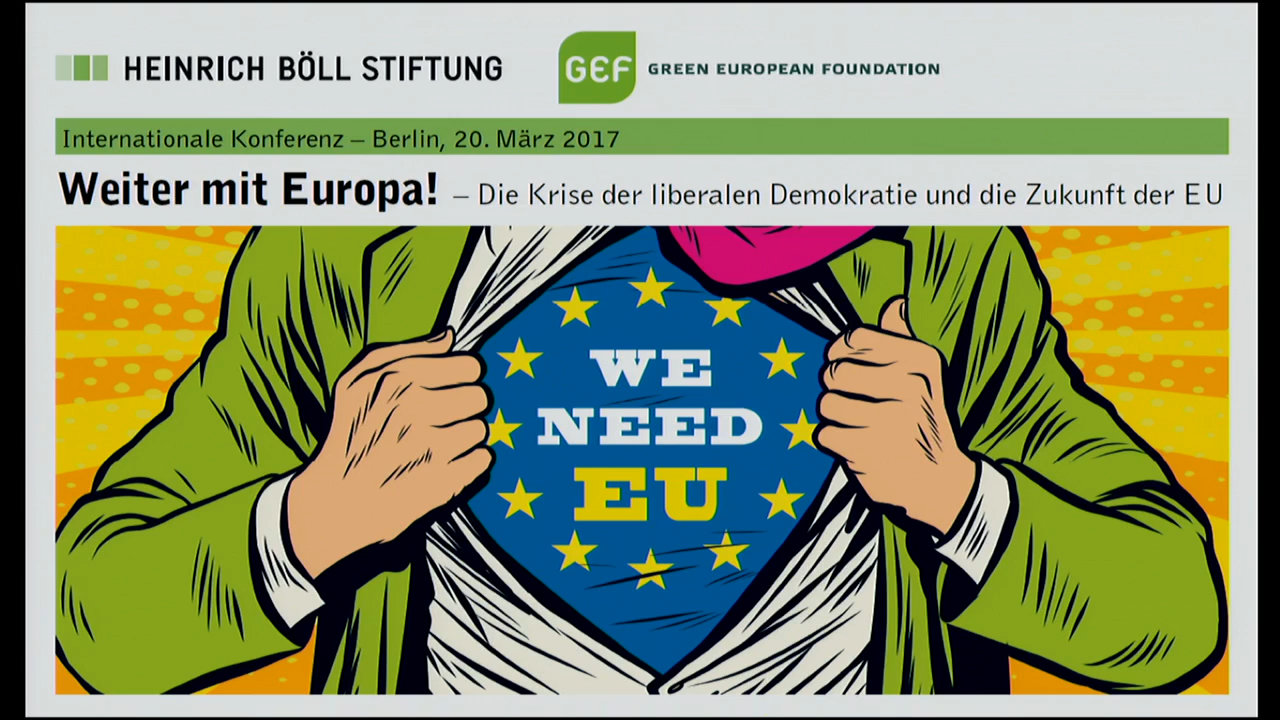 HEINRICH BÖLL STIFTUNG
GEF GREEN EUROPEAN FOUNDATION
Internationale Konferenz – Berlin, 20. März 2017
Weiter mit Europa! – Die Krise der liberalen Demokratie und die Zukunft der EU
WE
NEED
EU